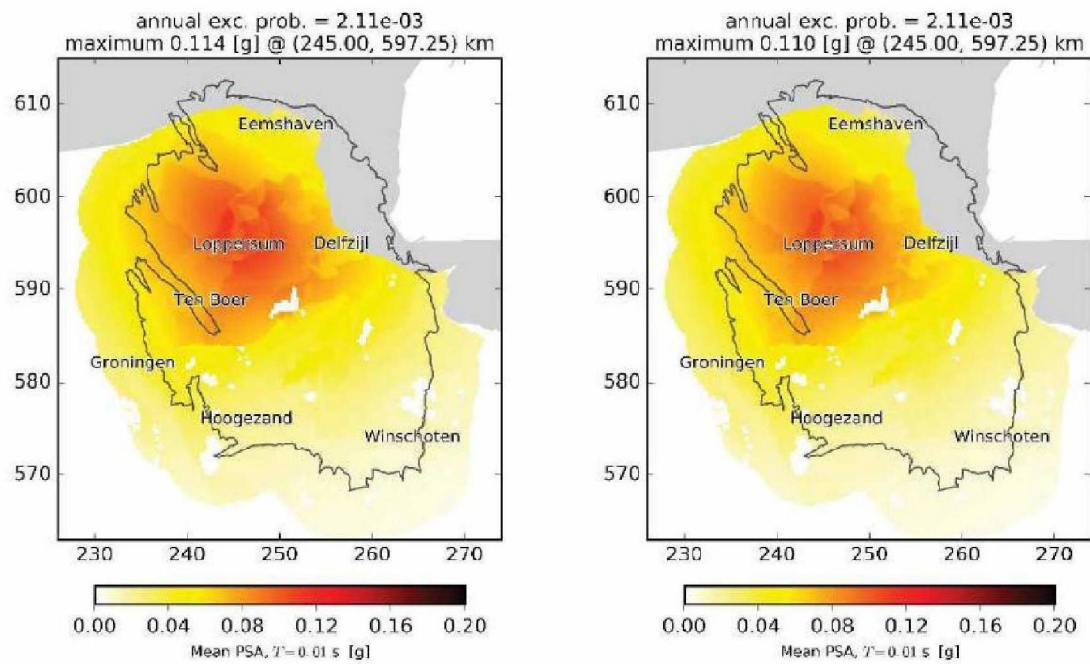 annual exc. prob. = 2.11e-03
maximum 0.114 [g] @ (245.00, 597.25) km
610
600
590
580
570
Eemshaven
Loppersum
Delfzijl
Ten Boer
Groningen
Hoogezand
Winschoten
230 240 250 260 270
0.00 0.04 0.08 0.12 0.16 0.20
Mean PSA, T=0.01 s [g]
annual exc. prob. = 2.11e-03
maximum 0.110 [g] @ (245.00, 597.25) km
610
600
590
580
570
Eemshaven
Loppersum
Delfzijl
Ten Boer
Groningen
Hoogezand
Winschoten
230 240 250 260 270
0.00 0.04 0.08 0.12 0.16 0.20
Mean PSA, T=0.01 s [g]